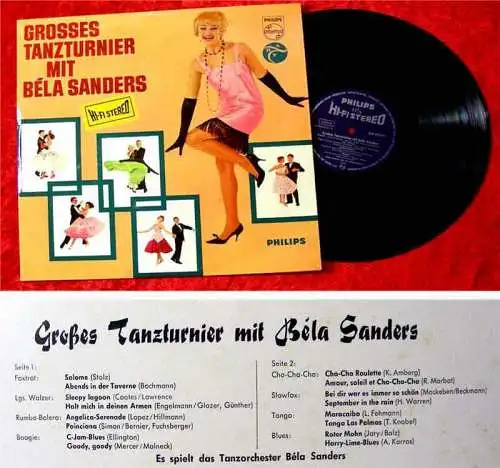 GROSSES
TANZTURNIER
MIT
BÉLA SANDERS
HI-FI STEREO
PHILIPS
PHILIPS
PHILIPS
HI-FI STEREO
Großes Tanzturnier mit Béla Sanders
Seite 1:
Foxtrot: Salome (Stolz)
Abends in der Taverne (Bachmann)
Lgs. Walzer: Sleepy lagoon (Coates/Lawrence
Halt mich in deinen Armen (Engelmann/Glazer, Günther)
Rumba-Bolero: Angelica-Serenade (Lopez/Hillmann)
Poinciana (Simon/Bernier, Fuchsberger)
Boogie: C-Jam-Blues (Ellington)
Goody, goody (Mercer/Malneck)
Seite 2:
Cha-Cha-Cha: Cha-Cha Roulette (K. Amberg)
Amour, soleil et Cha-Cha-Cha (R. Marbot)
Slowfox: Bei dir war es immer so schön (Mackeben/Beckmann)
September in the rain (H. Warren)
Tango: Maracaibo (L. Fehmann)
Tango Las Palmas (T. Knabel)
Blues: Roter Mohn (Jary/Balz)
Harry-Lime-Blues (A. Karras)
Es spielt das Tanzorchester Béla Sanders